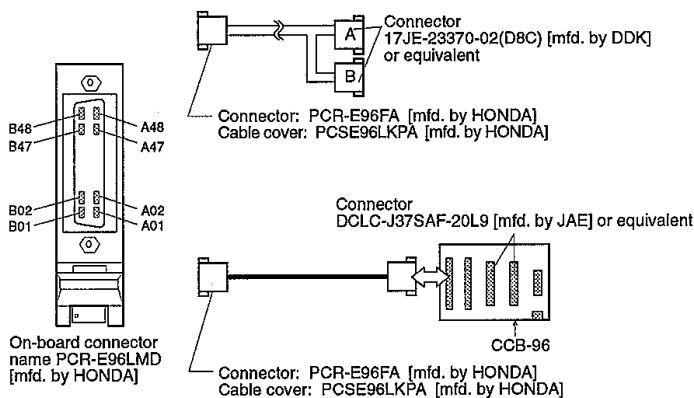 Connector
17JE-23370-02(D8C) [mfd. by DDK]
or equivalent
A
B
Connector: PCR-E96FA [mfd. by HONDA]
Cable cover: PCSE96LKPA [mfd. by HONDA]
B48
A48
B47
A47
B02
A02
B01
A01
Connector
DCLC-J37SAF-20L9 [mfd. by JAE] or equivalent
CCB-96
On-board connector
name PCR-E96LMD
[mfd. by HONDA]
Connector: PCR-E96FA [mfd. by HONDA]
Cable cover: PCSE96LKPA [mfd. by HONDA]